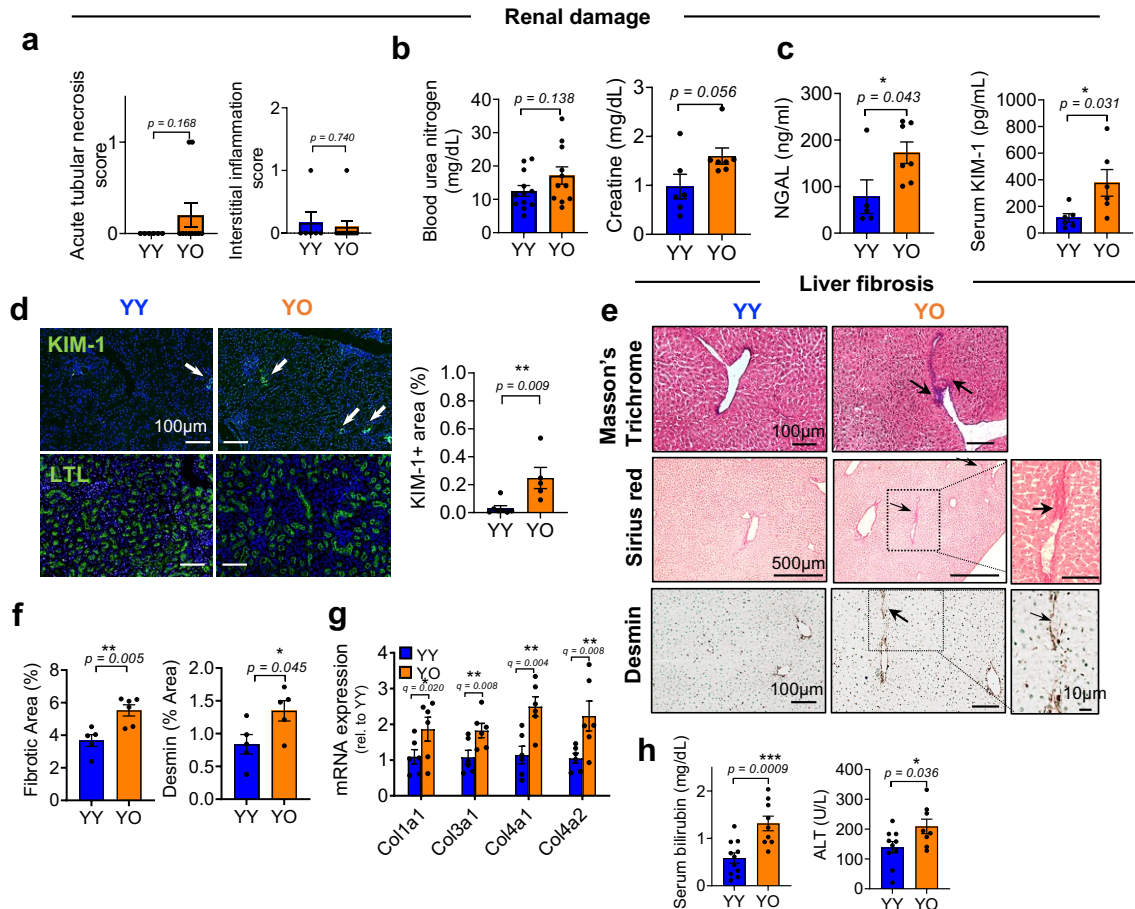 Renal damage
a
Acute tubular necrosis
score
1
0
p = 0.168
YY
YO
Interstitial inflammation
score
2
1
0
p = 0.740
YY
YO
b
Blood urea nitrogen
(mg/dL)
40
30
20
10
0
p = 0.138
YY
YO
Creatine (mg/dL)
3
2
1
0
p = 0.056
YY
YO
c
NGAL (ng/ml)
300
200
100
0
*
p = 0.043
YY
YO
Serum KIM-1 (pg/mL)
1000
800
600
400
200
0
*
p = 0.031
YY
YO
d
YY
YO
KIM-1
100µm
LTL
KIM-1+ area (%)
1.0
0.8
0.6
0.4
0.2
0.0
**
p = 0.009
YY
YO
Liver fibrosis
e
YY
YO
Masson's
Trichrome
100µm
Sirius red
500µm
Desmin
100µm
10µm
f
Fibrotic Area (%)
8
6
4
2
0
**
p = 0.005
YY
YO
Desmin (% Area)
2.0
1.5
1.0
0.5
0.0
*
p = 0.045
YY
YO
g
YY
YO
mRNA expression
(rel. to YY)
4
3
2
1
0
*
q = 0.020
**
q = 0.008
**
q = 0.004
**
q = 0.008
Col1a1
Col3a1
Col4a1
Col4a2
h
Serum bilirubin (mg/dL)
2
1
0
***
p = 0.0009
YY
YO
ALT (U/L)
400
300
200
100
0
*
p = 0.036
YY
YO